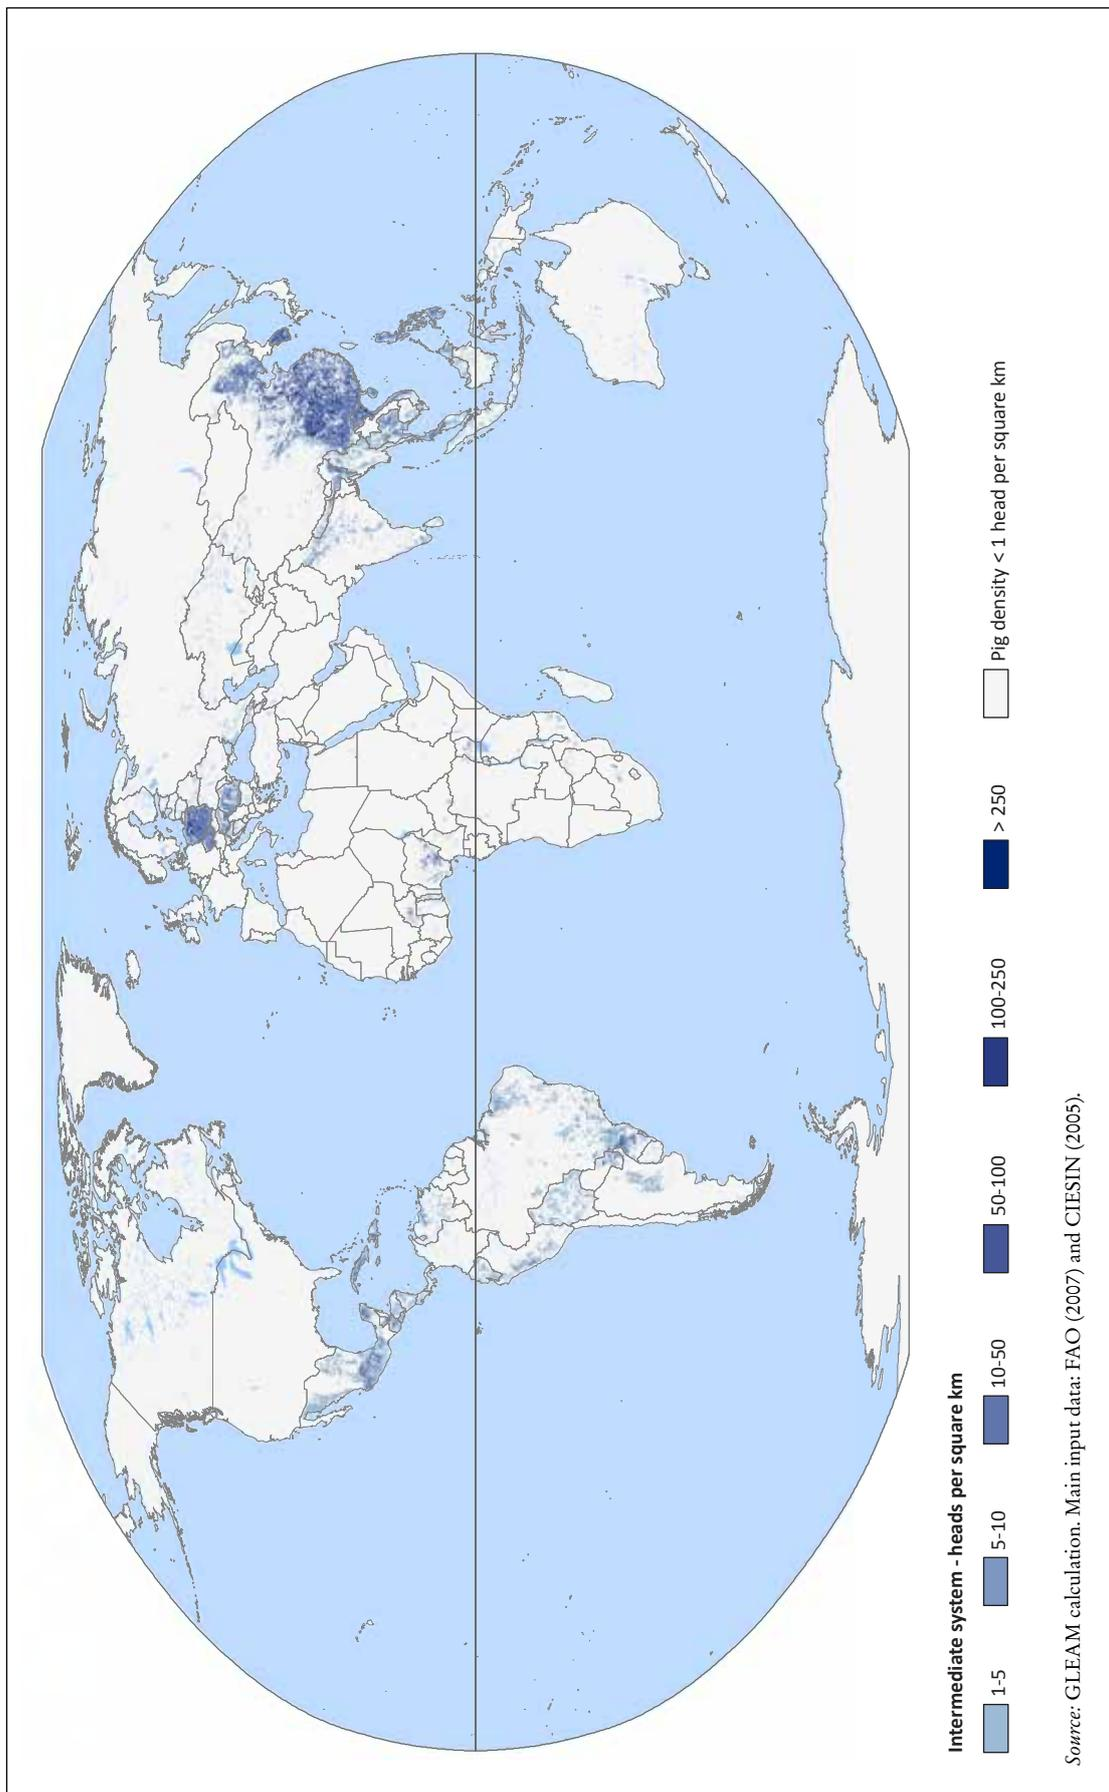 Intermediate system - heads per square km
1-5
5-10
10-50
50-100
100-250
> 250
Pig density < 1 head per square km
Source: GLEAM calculation. Main input data: FAO (2007) and CIESIN (2005).